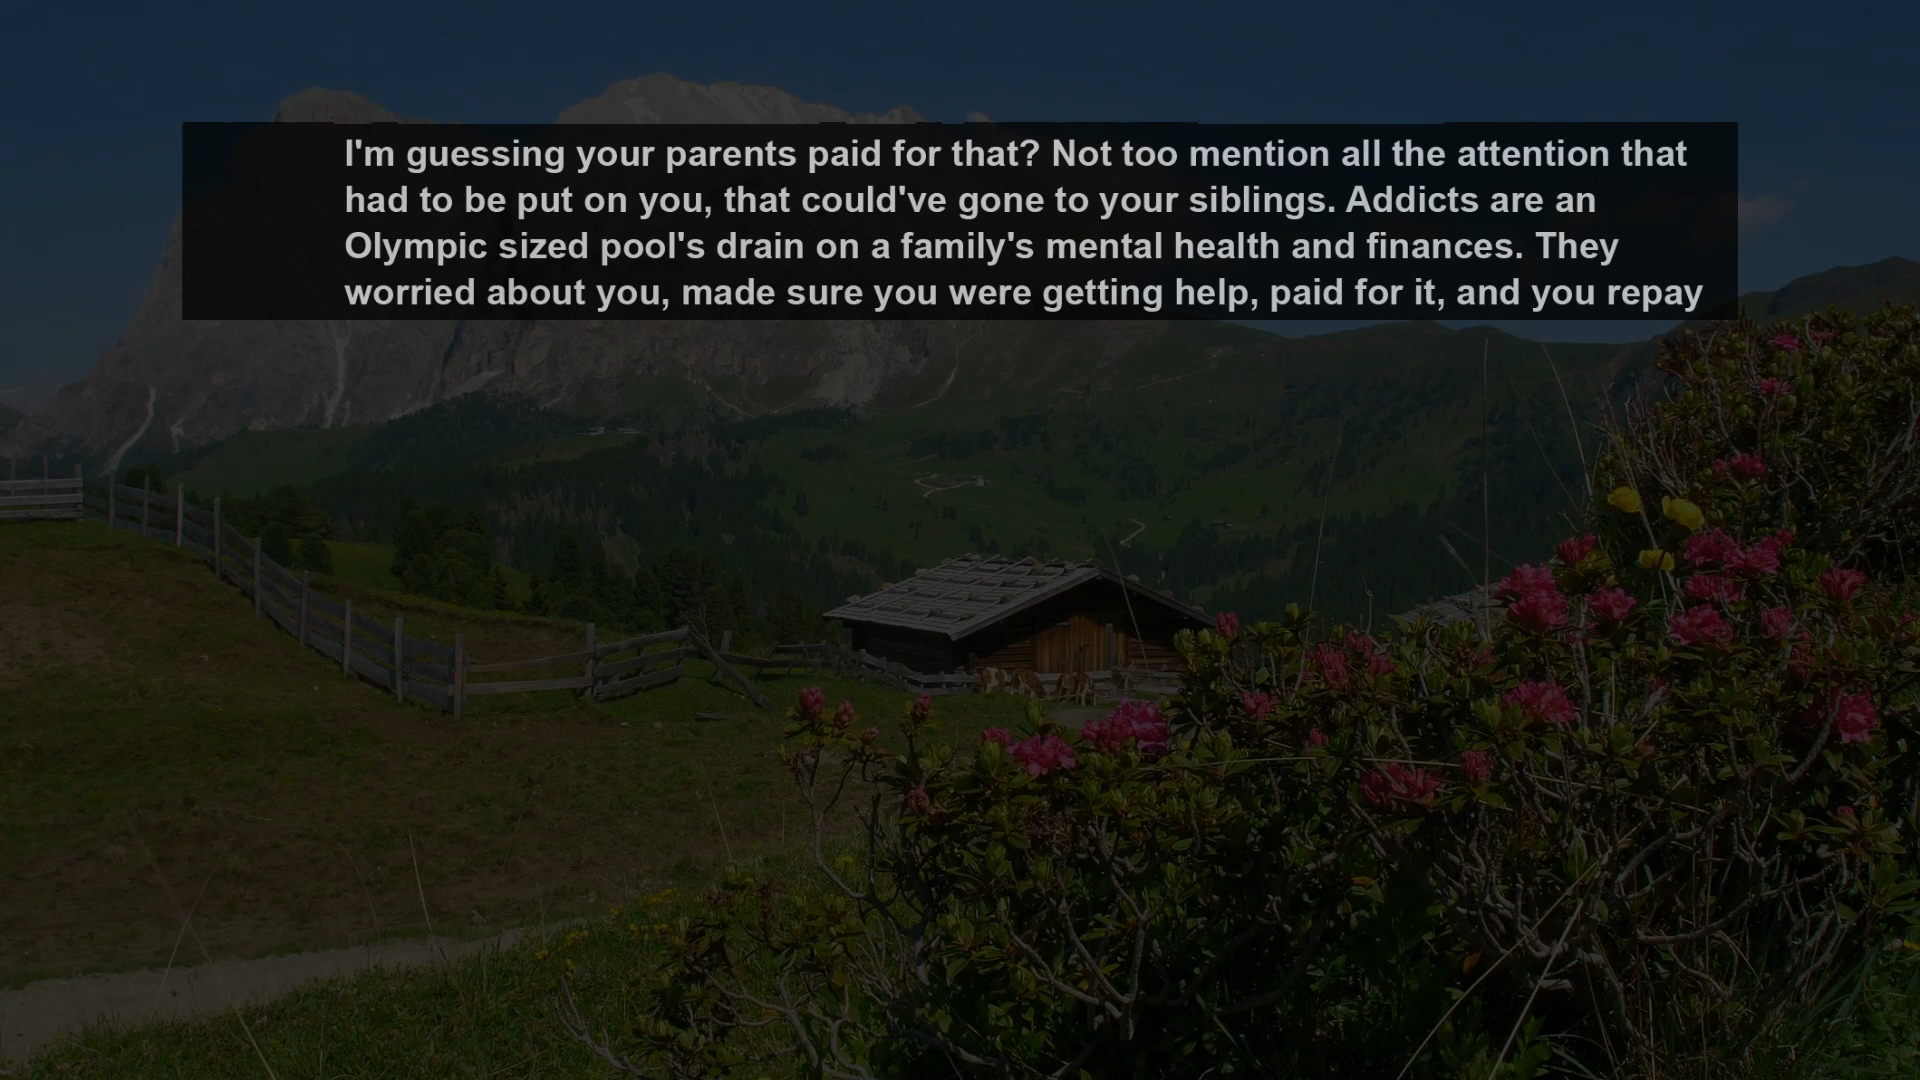 I'm guessing your parents paid for that? Not too mention all the attention that
had to be put on you, that could've gone to your siblings. Addicts are an
Olympic sized pool's drain on a family's mental health and finances. They
worried about you, made sure you were getting help, paid for it, and you repay